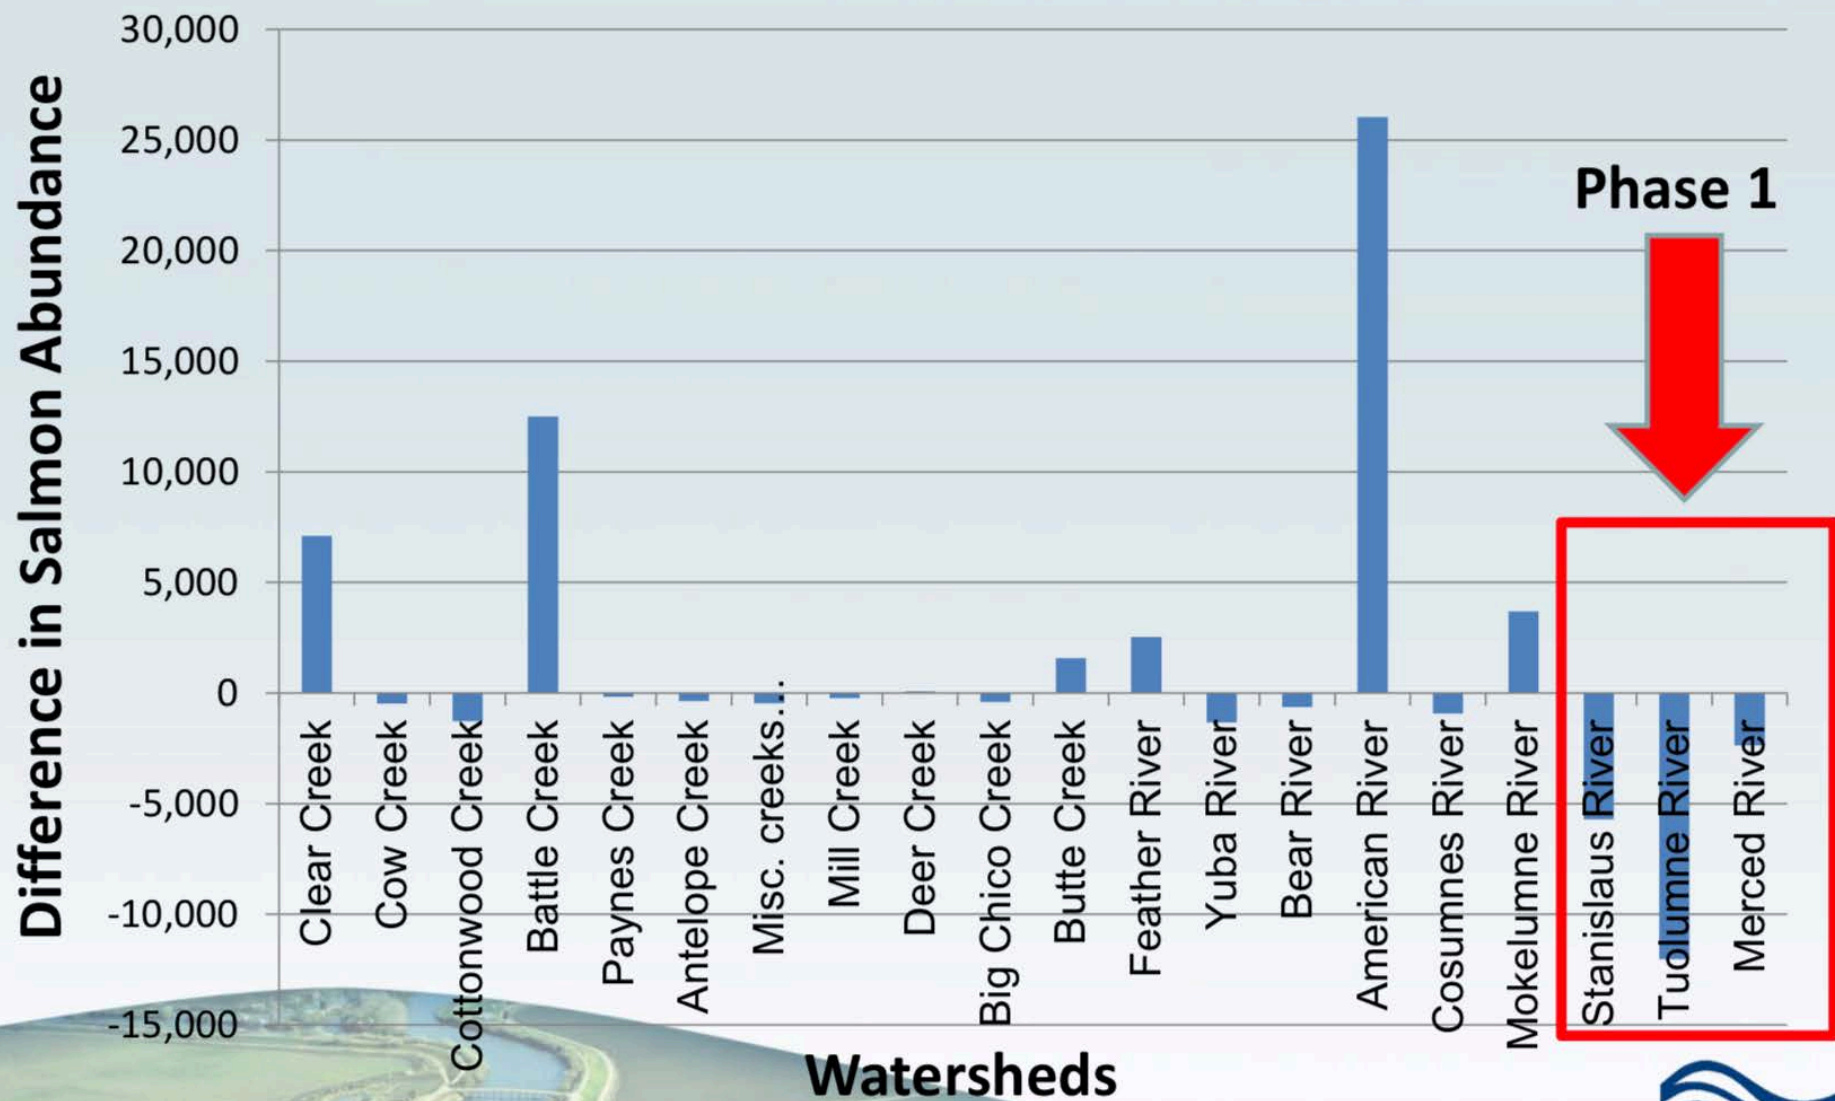 Difference in Salmon Abundance
30,000
25,000
20,000
15,000
10,000
5,000
0
-5,000
-10,000
-15,000
Phase 1
Clear Creek
Cow Creek
Cottonwood Creek
Battle Creek
Paynes Creek
Antelope Creek
Misc. creeks…
Mill Creek
Deer Creek
Big Chico Creek
Butte Creek
Feather River
Yuba River
Bear River
American River
Cosumnes River
Mokelumne River
Stanislaus River
Tuolumne River
Merced River
Watersheds